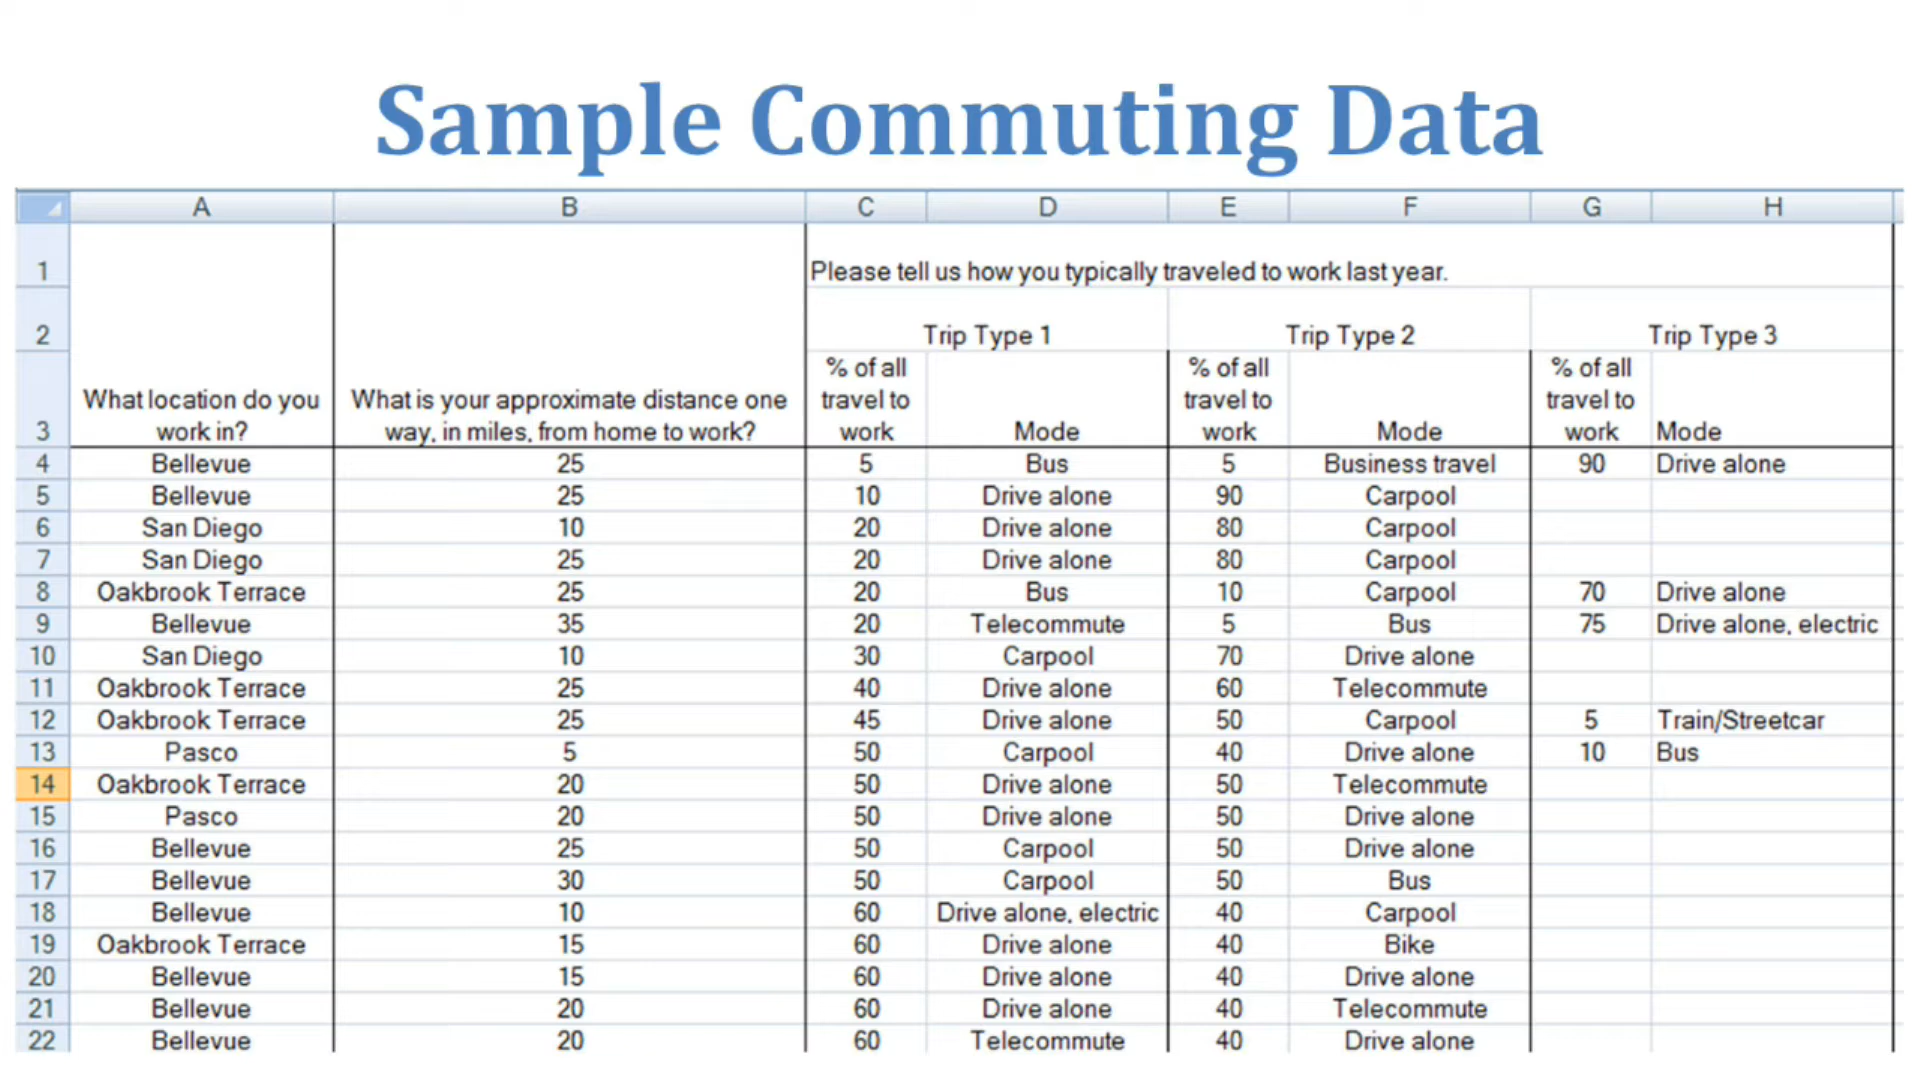 Sample Commuting Data
A B C D E F G H
1 Please tell us how you typically traveled to work last year.
2 Trip Type 1 Trip Type 2 Trip Type 3
% of all % of all % of all
What location do you What is your approximate distance one travel to travel to travel to
3 work in? way, in miles, from home to work? work Mode work Mode work Mode
4 Bellevue 25 5 Bus 5 Business travel 90 Drive alone
5 Bellevue 25 10 Drive alone 90 Carpool
6 San Diego 10 20 Drive alone 80 Carpool
7 San Diego 25 20 Drive alone 80 Carpool
8 Oakbrook Terrace 25 20 Bus 10 Carpool 70 Drive alone
9 Bellevue 35 20 Telecommute 5 Bus 75 Drive alone, electric
10 San Diego 10 30 Carpool 70 Drive alone
11 Oakbrook Terrace 25 40 Drive alone 60 Telecommute
12 Oakbrook Terrace 25 45 Drive alone 50 Carpool 5 Train/Streetcar
13 Pasco 5 50 Carpool 40 Drive alone 10 Bus
14 Oakbrook Terrace 20 50 Drive alone 50 Telecommute
15 Pasco 20 50 Drive alone 50 Drive alone
16 Bellevue 25 50 Carpool 50 Drive alone
17 Bellevue 30 50 Carpool 50 Bus
18 Bellevue 10 60 Drive alone, electric 40 Carpool
19 Oakbrook Terrace 15 60 Drive alone 40 Bike
20 Bellevue 15 60 Drive alone 40 Drive alone
21 Bellevue 20 60 Drive alone 40 Telecommute
22 Bellevue 20 60 Telecommute 40 Drive alone